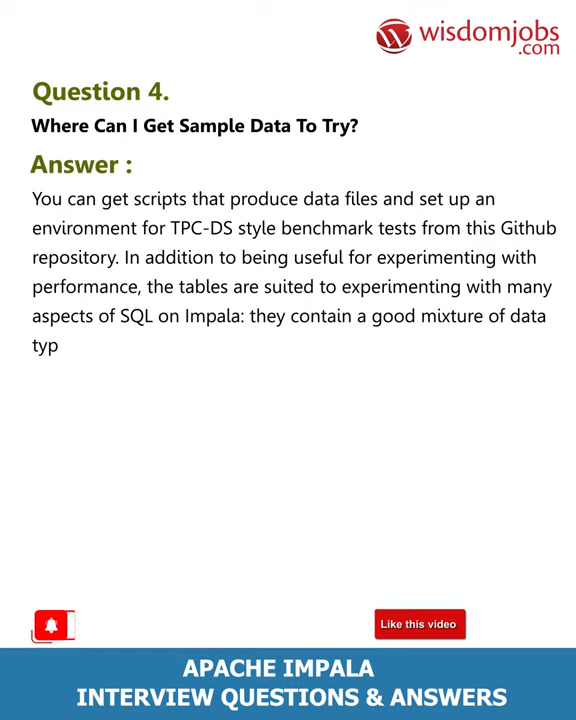 wisdomjobs
.com
Question 4.
Where Can I Get Sample Data To Try?
Answer :
You can get scripts that produce data files and set up an
environment for TPC-DS style benchmark tests from this Github
repository. In addition to being useful for experimenting with
performance, the tables are suited to experimenting with many
aspects of SQL on Impala: they contain a good mixture of data
typ
Like this video
APACHE IMPALA
INTERVIEW QUESTIONS & ANSWERS